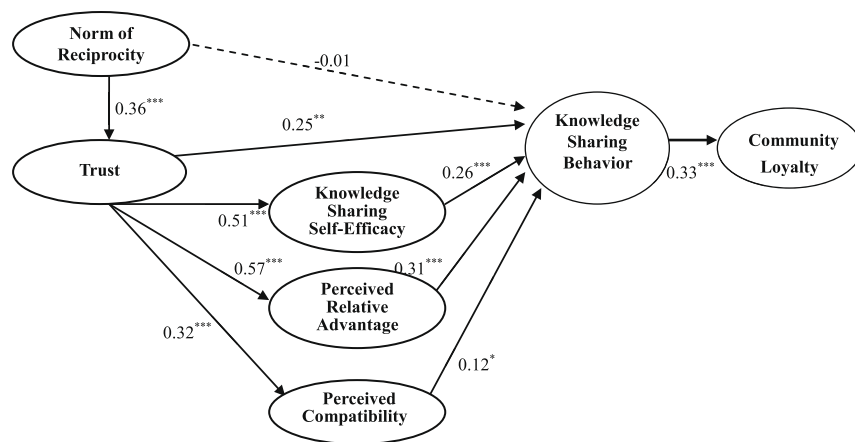 Norm of
Reciprocity
-0.01
0.36***
0.25**
Trust
Knowledge
Sharing
Behavior
Community
Loyalty
0.33***
Knowledge
Sharing
Self-Efficacy
0.26***
0.51***
0.57***
0.31***
Perceived
Relative
Advantage
0.32***
0.12*
Perceived
Compatibility